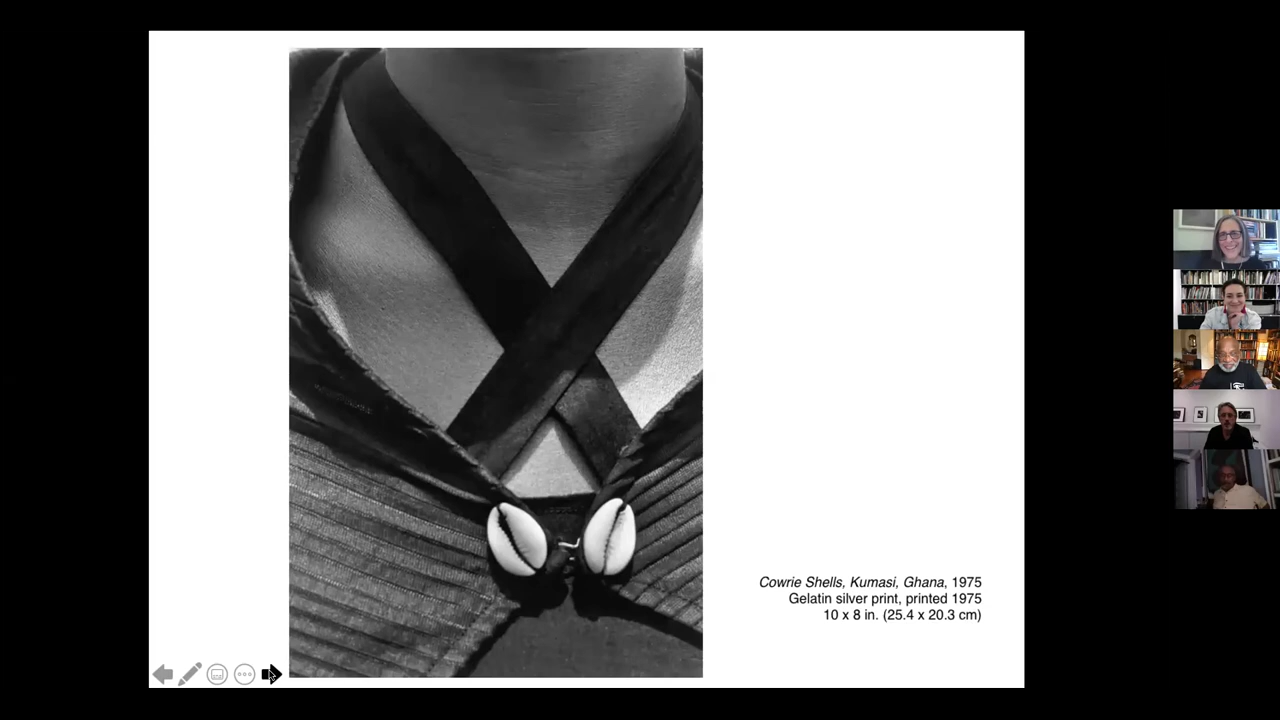 Cowrie Shells, Kumasi, Ghana, 1975
Gelatin silver print, printed 1975
10 x 8 in. (25.4 x 20.3 cm)